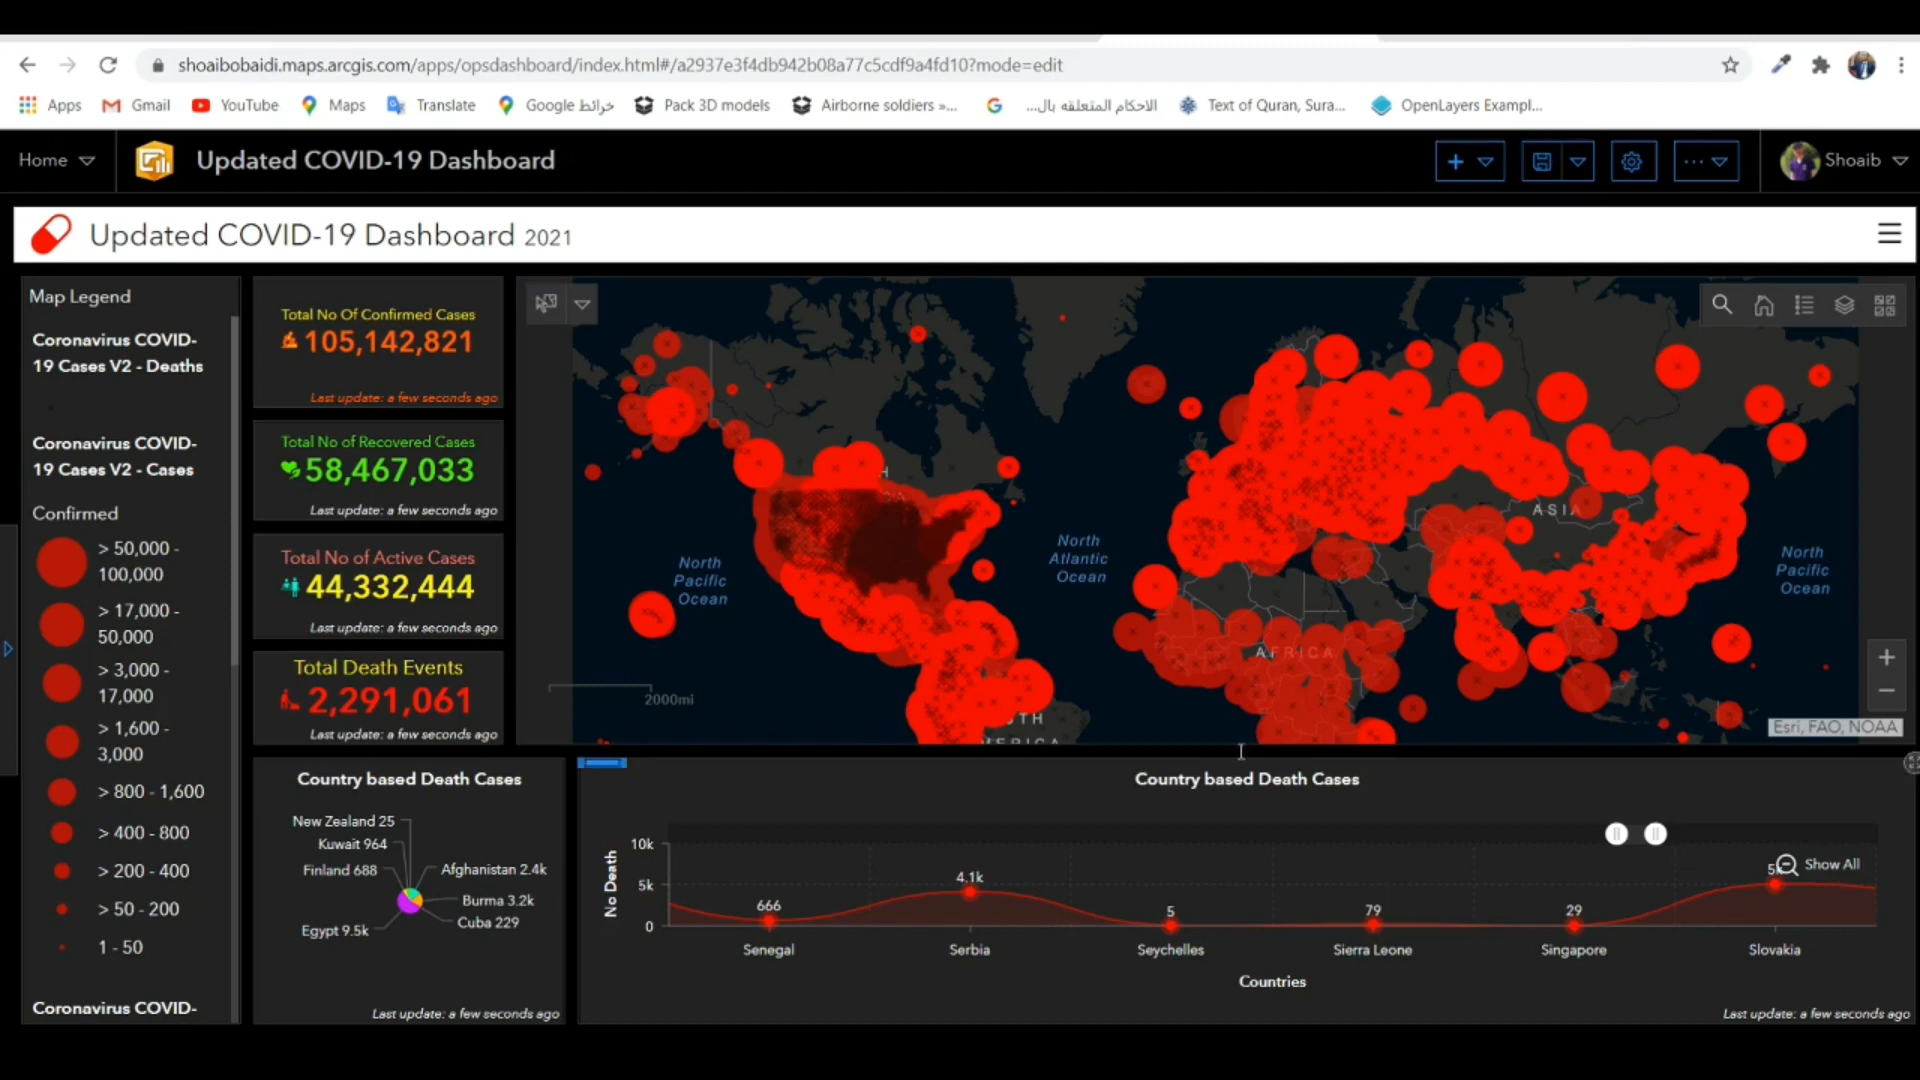 shoaibobaidi.maps.arcgis.com/apps/opsdashboard/index.html#/a2937e3f4db942b08a77c5cdf9a4fd10?mode=edit
Apps
Gmail
YouTube
Maps
Translate
Google خرائط
Pack 3D models
Airborne soldiers »...
الاحكام المتعلقه بال...
Text of Quran, Sura...
OpenLayers Exampl...
Home
Updated COVID-19 Dashboard
Shoaib
Updated COVID-19 Dashboard 2021
Map Legend
Coronavirus COVID-
19 Cases V2 - Deaths
Coronavirus COVID-
19 Cases V2 - Cases
Confirmed
> 50,000 -
100,000
> 17,000 -
50,000
> 3,000 -
17,000
> 1,600 -
3,000
> 800 - 1,600
> 400 - 800
> 200 - 400
> 50 - 200
1 - 50
Coronavirus COVID-
Total No Of Confirmed Cases
105,142,821
Last update: a few seconds ago
Total No of Recovered Cases
58,467,033
Last update: a few seconds ago
Total No of Active Cases
44,332,444
Last update: a few seconds ago
Total Death Events
2,291,061
Last update: a few seconds ago
North
Pacific
Ocean
North
Atlantic
Ocean
ASIA
AFRICA
North
Pacific
Ocean
2000mi
Esri, FAO, NOAA
Country based Death Cases
New Zealand 25
Kuwait 964
Finland 688
Afghanistan 2.4k
Burma 3.2k
Cuba 229
Egypt 9.5k
Last update: a few seconds ago
Country based Death Cases
Show All
No Death
10k
5k
0
666
4.1k
5
79
29
Senegal
Serbia
Seychelles
Sierra Leone
Singapore
Slovakia
Countries
Last update: a few seconds ago